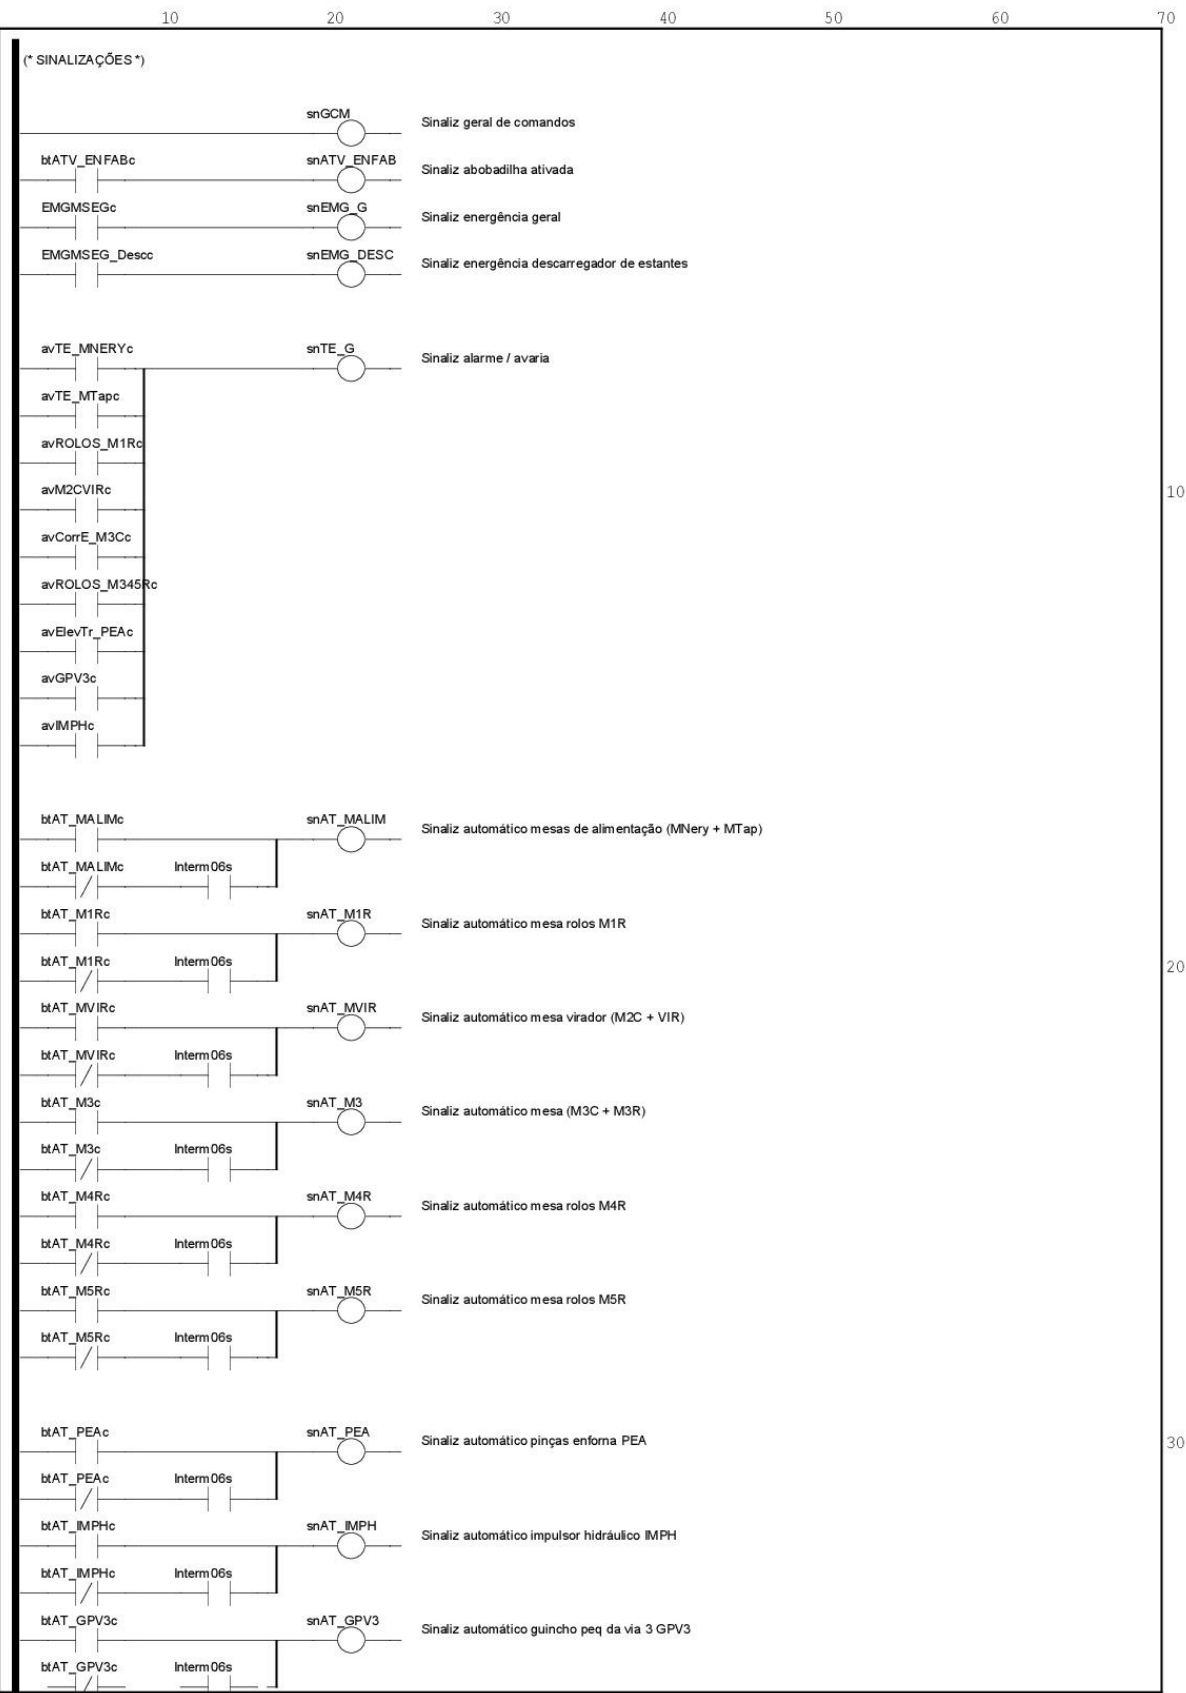 10 20 30 40 50 60 70
(* SINALIZAÇÕES *)
snGCM Sinaliz geral de comandos
btATV_ENFABc snATV_ENFAB Sinaliz abobadilha ativada
EMGMSEGc snEMG_G Sinaliz energência geral
EMGMSEG_Descc snEMG_DESC Sinaliz energência descarregador de estantes
avTE_MNERYc snTE_G Sinaliz alarme / avaria
avTE_MTapc
avROLOS_M1Rc
avM2CVIRc 10
avCorrE_M3Cc
avROLOS_M345Rc
avElevTr_PEAc
avGPV3c
avIMPHc
btAT_MALIMc snAT_MALIM Sinaliz automático mesas de alimentação (MNery + MTap)
btAT_MALIMc Interm06s
btAT_M1Rc snAT_M1R Sinaliz automático mesa rolos M1R
btAT_M1Rc Interm06s 20
btAT_MVIRc snAT_MVIR Sinaliz automático mesa virador (M2C + VIR)
btAT_MVIRc Interm06s
btAT_M3c snAT_M3 Sinaliz automático mesa (M3C + M3R)
btAT_M3c Interm06s
btAT_M4Rc snAT_M4R Sinaliz automático mesa rolos M4R
btAT_M4Rc Interm06s
btAT_M5Rc snAT_M5R Sinaliz automático mesa rolos M5R
btAT_M5Rc Interm06s
btAT_PEAc snAT_PEA Sinaliz automático pinças enforna PEA 30
btAT_PEAc Interm06s
btAT_IMPHc snAT_IMPH Sinaliz automático impulsor hidráulico IMPH
btAT_IMPHc Interm06s
btAT_GPV3c snAT_GPV3 Sinaliz automático guincho peq da via 3 GPV3
btAT_GPV3c Interm06s